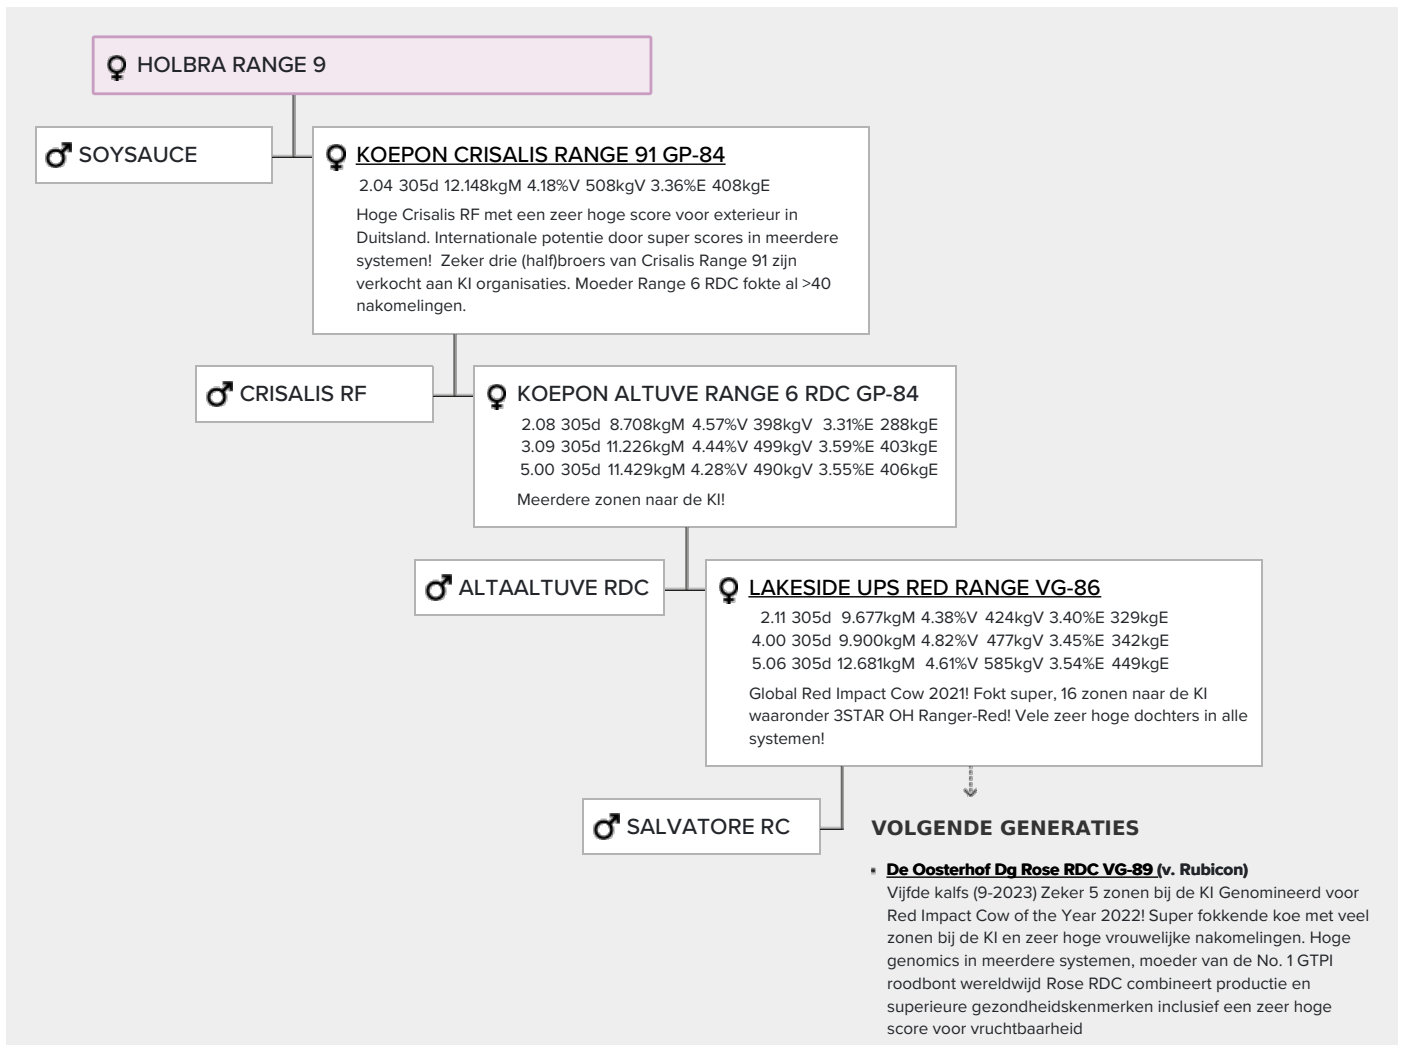 HOLBRA RANGE 9
SOYSAUCE
KOEPON CRISALIS RANGE 91 GP-84
2.04 305d 12.148kgM 4.18%V 508kgV 3.36%E 408kgE
Hoge Crisalis RF met een zeer hoge score voor exterieur in
Duitsland. Internationale potentie door super scores in meerdere
systemen! Zeker drie (half)broers van Crisalis Range 91 zijn
verkocht aan KI organisaties. Moeder Range 6 RDC fokte al >40
nakomelingen.
CRISALIS RF
KOEPON ALTUVE RANGE 6 RDC GP-84
2.08 305d 8.708kgM 4.57%V 398kgV 3.31%E 288kgE
3.09 305d 11.226kgM 4.44%V 499kgV 3.59%E 403kgE
5.00 305d 11.429kgM 4.28%V 490kgV 3.55%E 406kgE
Meerdere zonen naar de KI!
ALTAALTUVE RDC
LAKESIDE UPS RED RANGE VG-86
2.11 305d 9.677kgM 4.38%V 424kgV 3.40%E 329kgE
4.00 305d 9.900kgM 4.82%V 477kgV 3.45%E 342kgE
5.06 305d 12.681kgM 4.61%V 585kgV 3.54%E 449kgE
Global Red Impact Cow 2021! Fokt super, 16 zonen naar de KI
waaronder 3STAR OH Ranger-Red! Vele zeer hoge dochters in alle
systemen!
SALVATORE RC
VOLGENDE GENERATIES
De Oosterhof Dg Rose RDC VG-89 (v. Rubicon)
Vijfde kalfs (9-2023) Zeker 5 zonen bij de KI Genomineerd voor
Red Impact Cow of the Year 2022! Super fokkende koe met veel
zonen bij de KI en zeer hoge vrouwelijke nakomelingen. Hoge
genomics in meerdere systemen, moeder van de No. 1 GTPI
roodbont wereldwijd Rose RDC combineert productie en
superieure gezondheidskenmerken inclusief een zeer hoge
score voor vruchtbaarheid